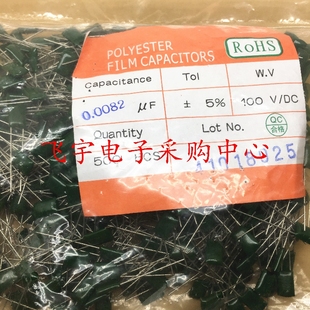 POLYESTER
FILM CAPACITORS
RoHS
Capacitance Tol W.V
0.0082 μF ± 5% 100 V/DC
Quantity Lot No. QC
合格
飞宇电子采购中心
PCS